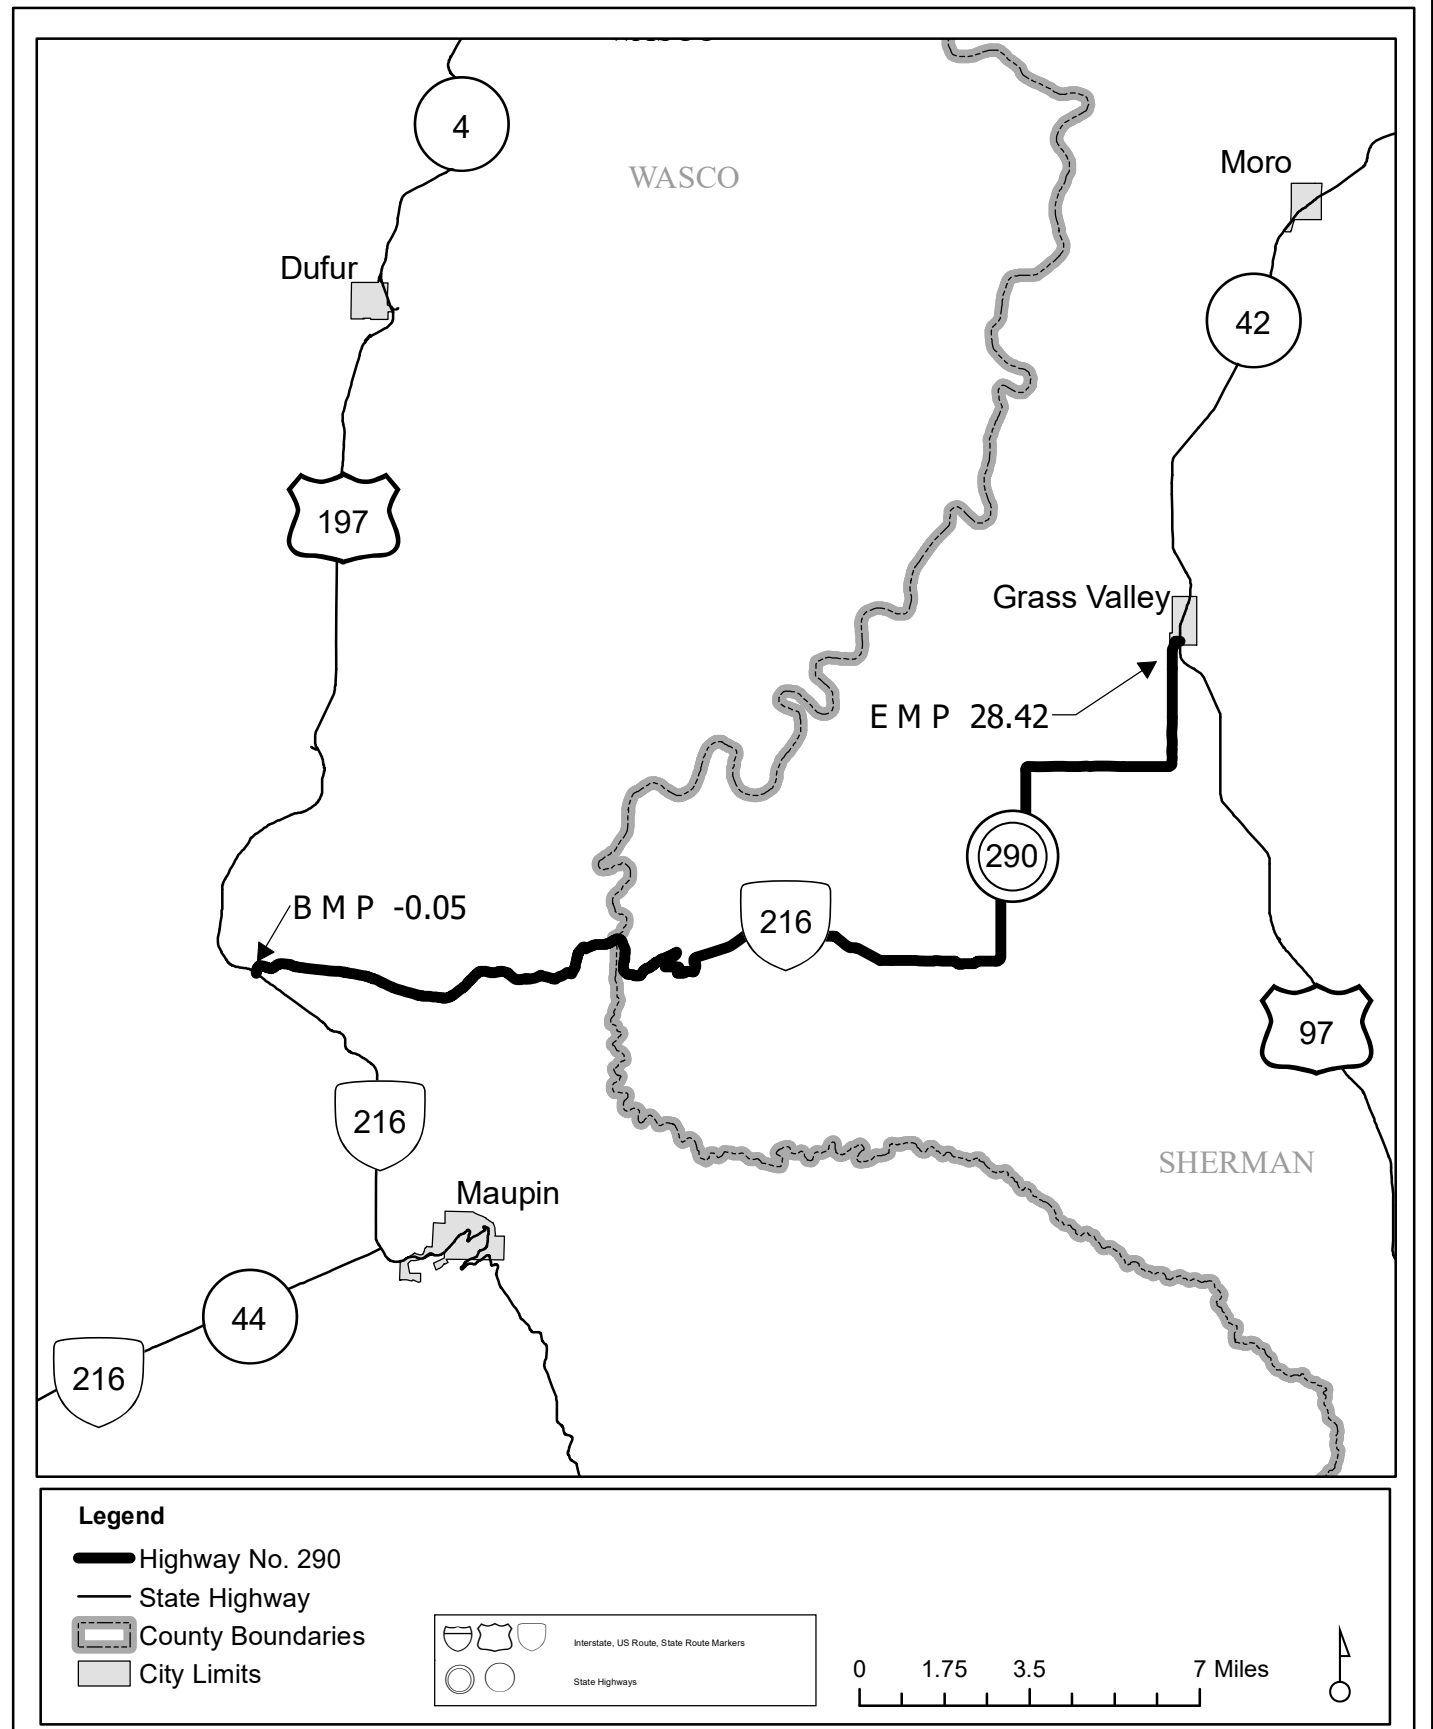 4
WASCO
Moro
Dufur
42
197
Grass Valley
E M P 28.42
290
B M P -0.05
216
97
216
SHERMAN
Maupin
44
216
Legend
Highway No. 290
State Highway
County Boundaries
City Limits
Interstate, US Route, State Route Markers
State Highways
0 1.75 3.5 7 Miles